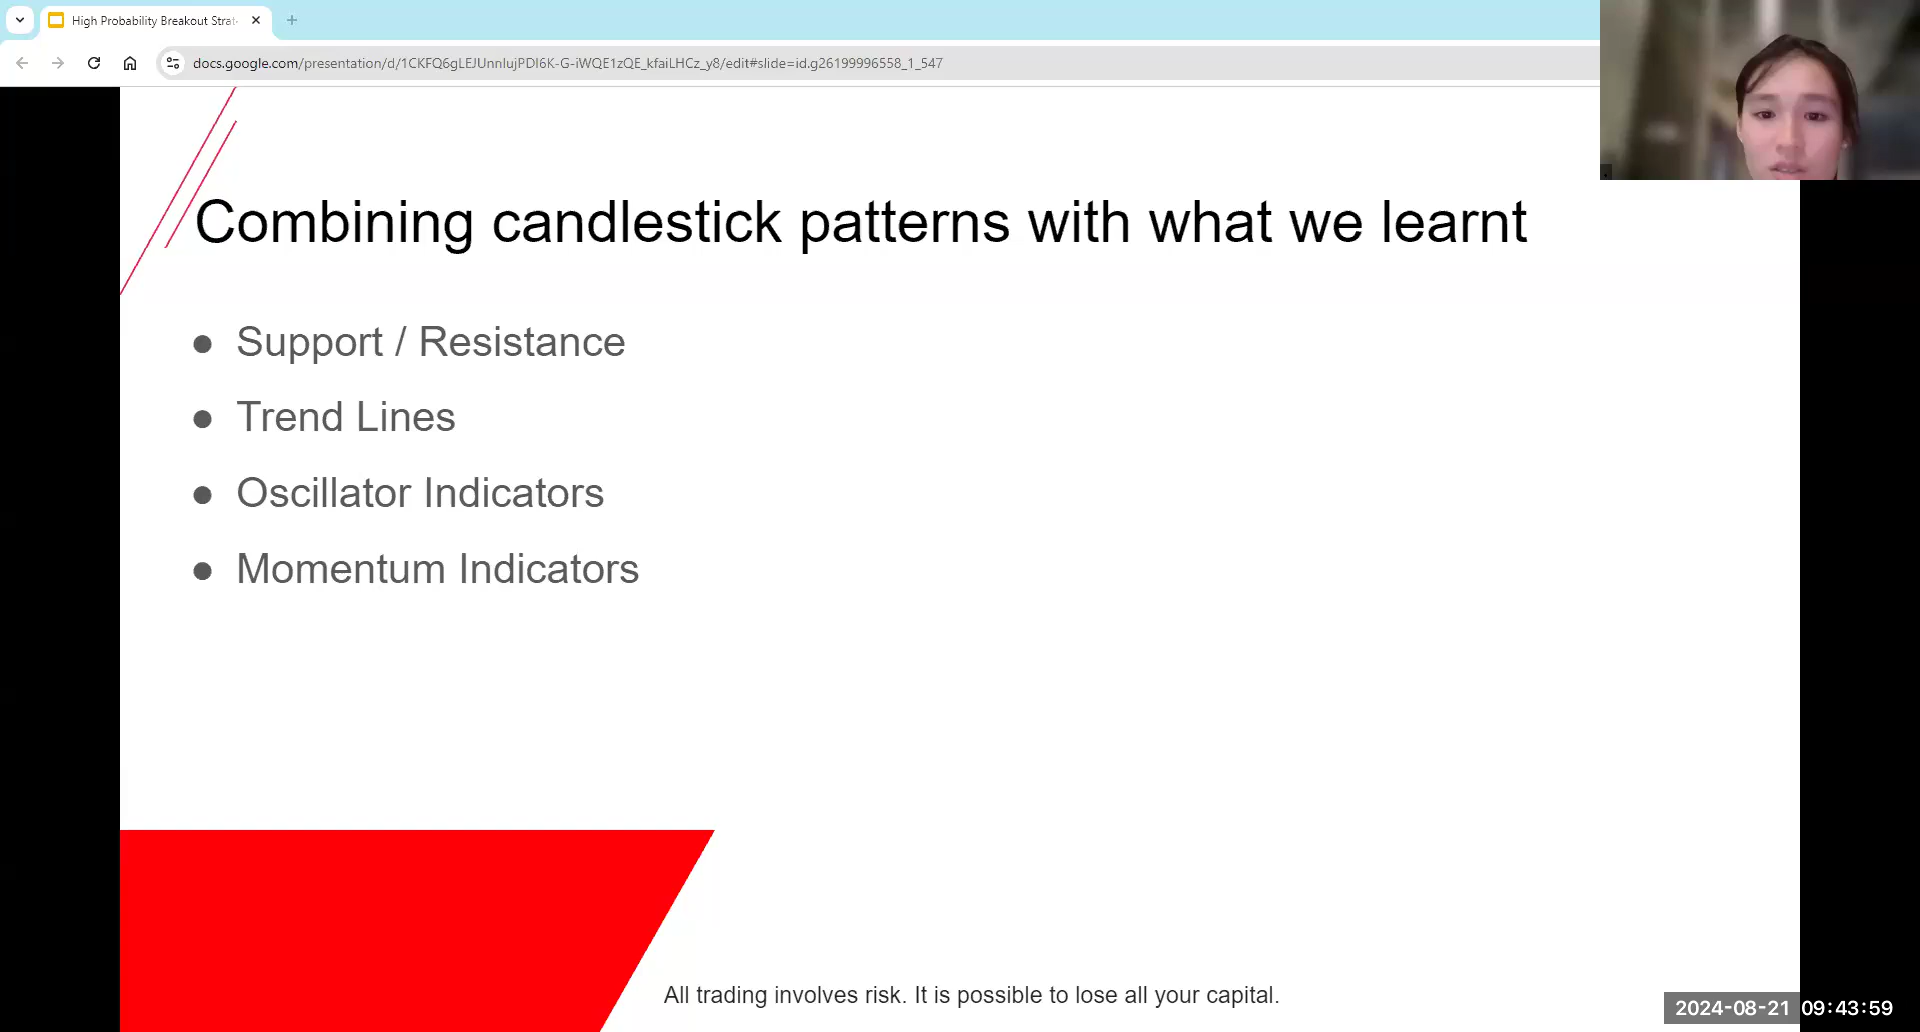 High Probability Breakout Strat
docs.google.com/presentation/d/1CKFQ6gLEJUnnlujPDI6K-G-iWQE1zQE_kfaiLHCz_y8/edit#slide=id.g26199996558_1_547
Combining candlestick patterns with what we learnt
● Support / Resistance
● Trend Lines
● Oscillator Indicators
● Momentum Indicators
All trading involves risk. It is possible to lose all your capital.
2024-08-21 09:43:59